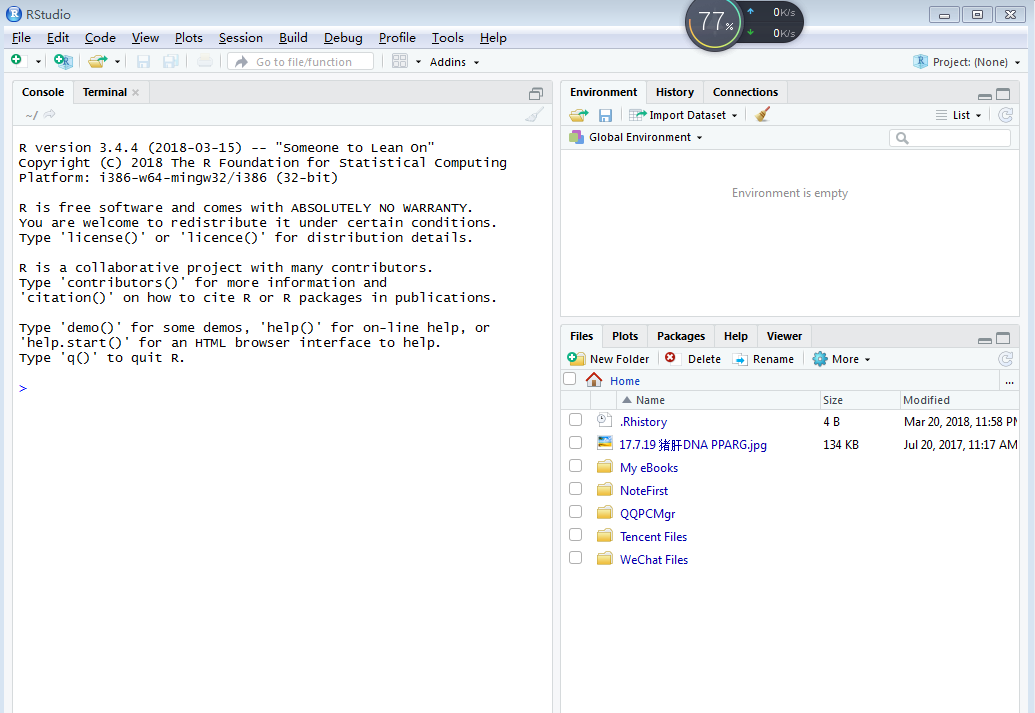 RStudio
77%
0K/s
0K/s
File Edit Code View Plots Session Build Debug Profile Tools Help
Go to file/function
Addins
Project: (None)
Console Terminal
~/
R version 3.4.4 (2018-03-15) -- "Someone to Lean On"
Copyright (C) 2018 The R Foundation for Statistical Computing
Platform: i386-w64-mingw32/i386 (32-bit)
R is free software and comes with ABSOLUTELY NO WARRANTY.
You are welcome to redistribute it under certain conditions.
Type 'license()' or 'licence()' for distribution details.
R is a collaborative project with many contributors.
Type 'contributors()' for more information and
'citation()' on how to cite R or R packages in publications.
Type 'demo()' for some demos, 'help()' for on-line help, or
'help.start()' for an HTML browser interface to help.
Type 'q()' to quit R.
>
Environment History Connections
Import Dataset List
Global Environment
Environment is empty
Files Plots Packages Help Viewer
New Folder Delete Rename More
Home ...
Name Size Modified
.Rhistory 4 B Mar 20, 2018, 11:58 PM
17.7.19 猪肝DNA PPARG.jpg 134 KB Jul 20, 2017, 11:17 AM
My eBooks
NoteFirst
QQPCMgr
Tencent Files
WeChat Files